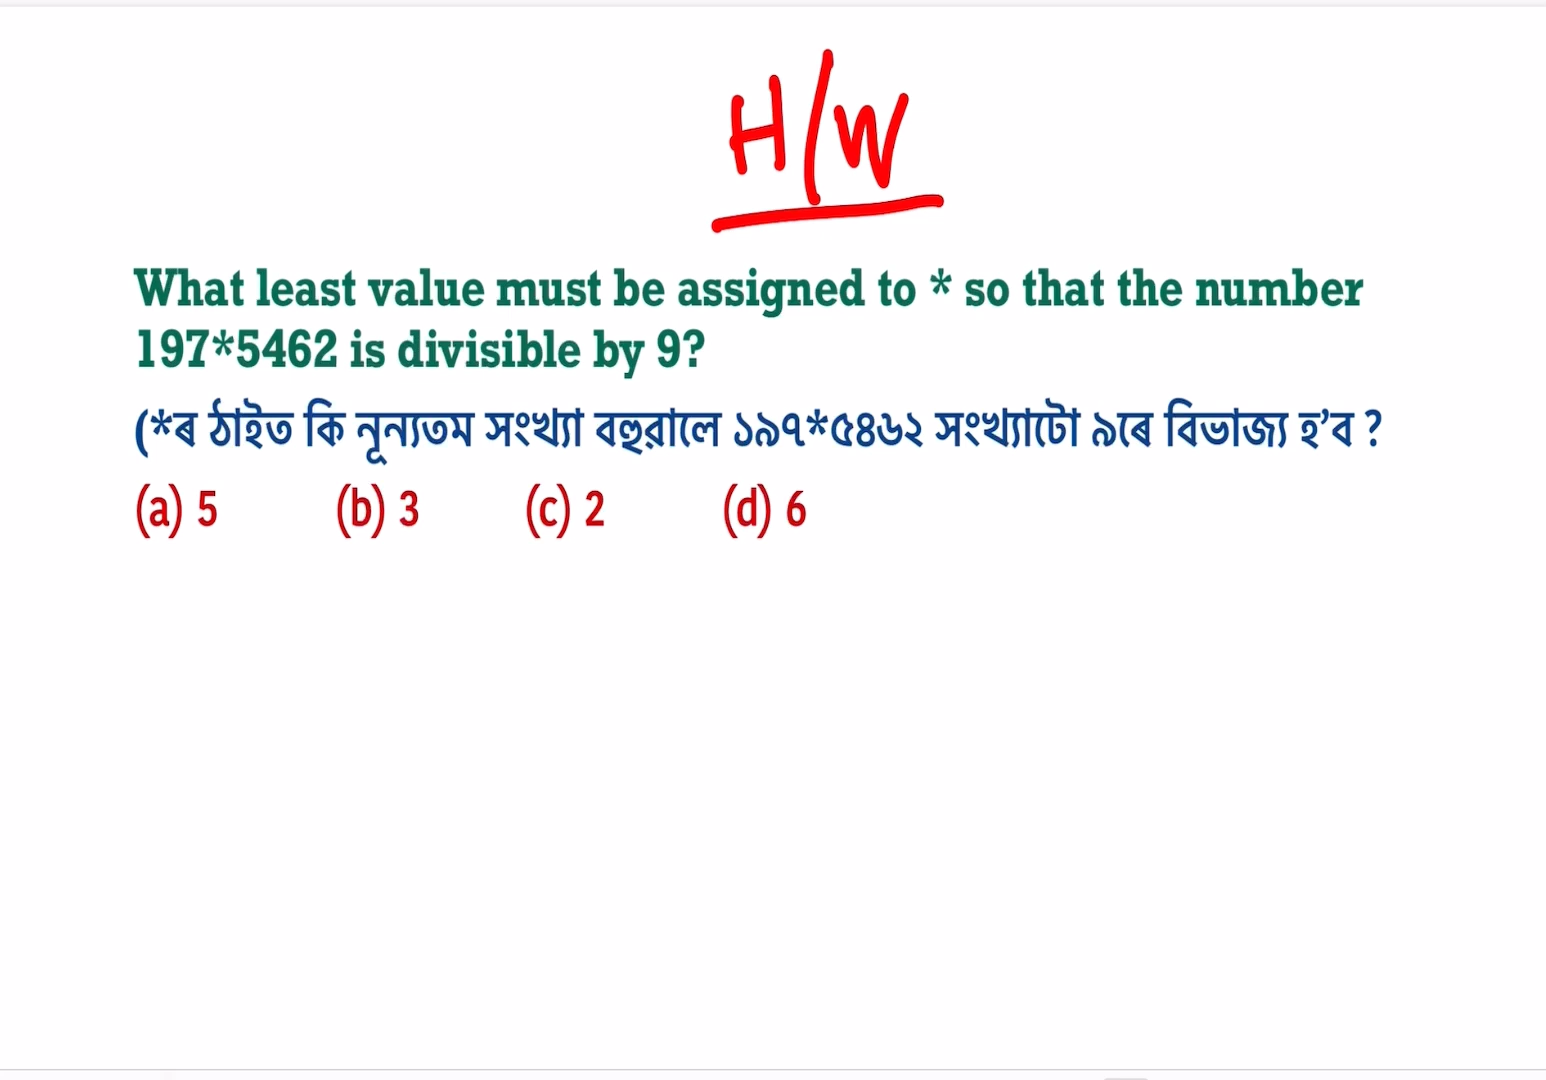 H/W
What least value must be assigned to * so that the number
197*5462 is divisible by 9?
(*ৰ ঠাইত কি নূন্যতম সংখ্যা বহুৱালে ১৯৭*৫৪৬২ সংখ্যাটো ৯ৰে বিভাজ্য হ’ব ?
(a) 5 (b) 3 (c) 2 (d) 6